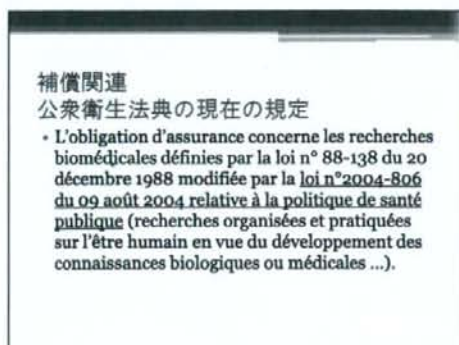 補償関連
公衆衛生法典の現在の規定
• L'obligation d'assurance concerne les recherches
biomédicales définies par la loi n° 88-138 du 20
décembre 1988 modifiée par la loi n°2004-806
du 09 août 2004 relative à la politique de santé
publique (recherches organisées et pratiquées
sur l'être humain en vue du développement des
connaissances biologiques ou médicales ...).